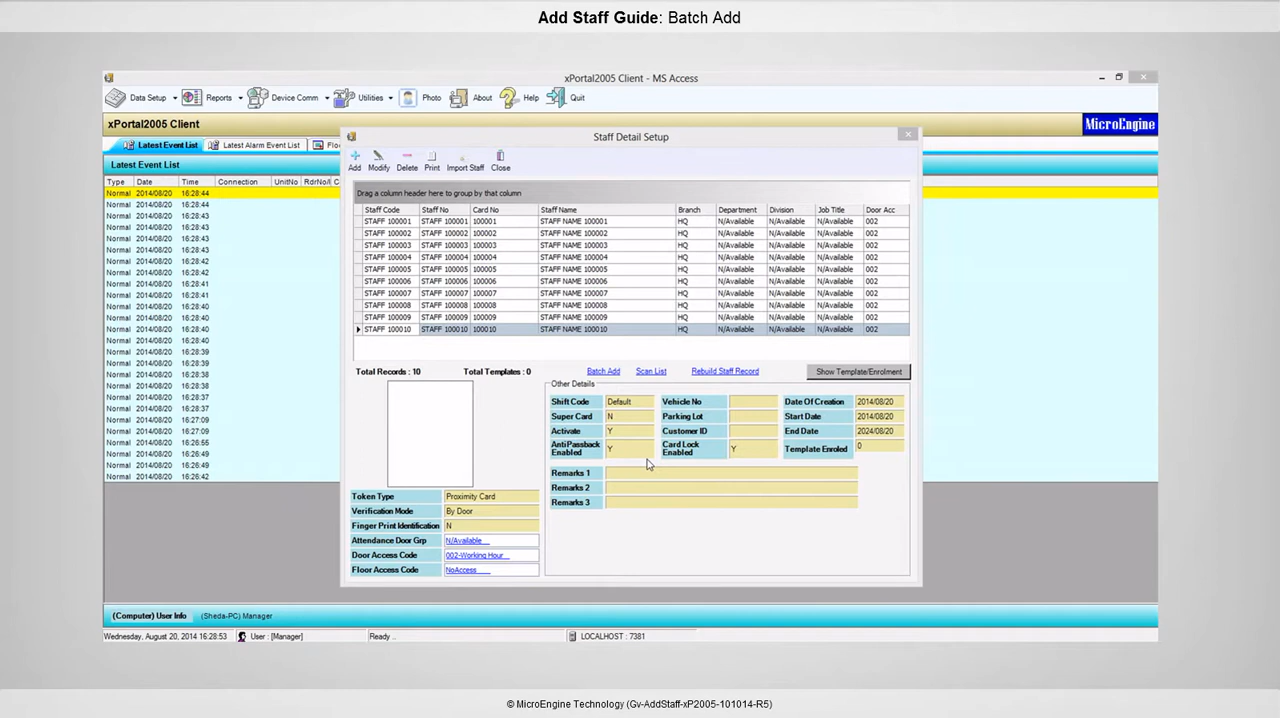 Add Staff Guide: Batch Add
xPortal2005 Client - MS Access
Data Setup Reports Device Comm Utilities Photo About Help Quit
xPortal2005 Client
MicroEngine
Latest Event List Latest Alarm Event List Flo
Latest Event List
Type Date Time Connection UnitNo RdrNo/I C
Normal 2014/08/20 16:28:44
Normal 2014/08/20 16:28:44
Normal 2014/08/20 16:28:44
Normal 2014/08/20 16:28:43
Normal 2014/08/20 16:28:43
Normal 2014/08/20 16:28:43
Normal 2014/08/20 16:28:42
Normal 2014/08/20 16:28:42
Normal 2014/08/20 16:28:41
Normal 2014/08/20 16:28:41
Normal 2014/08/20 16:28:40
Normal 2014/08/20 16:28:40
Normal 2014/08/20 16:28:40
Normal 2014/08/20 16:28:39
Normal 2014/08/20 16:28:39
Normal 2014/08/20 16:28:38
Normal 2014/08/20 16:28:38
Normal 2014/08/20 16:28:38
Normal 2014/08/20 16:28:37
Normal 2014/08/20 16:27:09
Normal 2014/08/20 16:27:09
Normal 2014/08/20 16:26:55
Normal 2014/08/20 16:26:42
Normal 2014/08/20 16:26:42
Normal 2014/08/20 16:26:42
Staff Detail Setup
Add Modify Delete Print Import Staff Close
Drag a column header here to group by that column
Staff Code Staff No Card No Staff Name Branch Department Division Job Title Door Acc
STAFF 100001 STAFF 100001 100001 STAFF NAME 100001 HQ N/Available N/Available N/Available 002
STAFF 100002 STAFF 100002 100002 STAFF NAME 100002 HQ N/Available N/Available N/Available 002
STAFF 100003 STAFF 100003 100003 STAFF NAME 100003 HQ N/Available N/Available N/Available 002
STAFF 100004 STAFF 100004 100004 STAFF NAME 100004 HQ N/Available N/Available N/Available 002
STAFF 100005 STAFF 100005 100005 STAFF NAME 100005 HQ N/Available N/Available N/Available 002
STAFF 100006 STAFF 100006 100006 STAFF NAME 100006 HQ N/Available N/Available N/Available 002
STAFF 100007 STAFF 100007 100007 STAFF NAME 100007 HQ N/Available N/Available N/Available 002
STAFF 100008 STAFF 100008 100008 STAFF NAME 100008 HQ N/Available N/Available N/Available 002
STAFF 100009 STAFF 100009 100009 STAFF NAME 100009 HQ N/Available N/Available N/Available 002
STAFF 100010 STAFF 100010 100010 STAFF NAME 100010 HQ N/Available N/Available N/Available 002
Total Records : 10 Total Templates : 0 Batch Add Scan List Rebuild Staff Record Show Template/Enrolment
Other Details
Shift Code Default Vehicle No Date Of Creation 2014/08/20
Super Card N Parking Lot Start Date 2014/08/20
Activate Y Customer ID End Date 2024/08/20
AntiPassback Enabled Y Card Lock Enabled Y Template Enroled 0
Remarks 1
Remarks 2
Remarks 3
Token Type Proximity Card
Verification Mode By Door
Finger Print Identification N
Attendance Door Grp N/Available
Door Access Code 002-Working Hour
Floor Access Code NoAccess
(Computer) User Info (Sheda-PC) Manager
Wednesday, August 20, 2014 16:28:53 User : [Manager] Ready .. LOCALHOST : 7381
© MicroEngine Technology (Gv-AddStaff-xP2005-101014-R5)